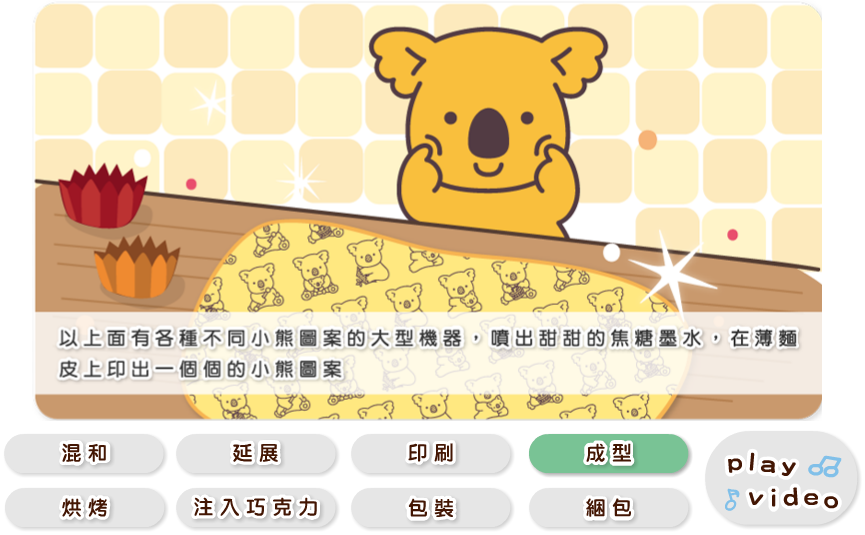 以上面有各種不同小熊圖案的大型機器，噴出甜甜的焦糖墨水，在薄麵
皮上印出一個個的小熊圖案
混和
延展
印刷
成型
play
video
烘烤
注入巧克力
包裝
綑包